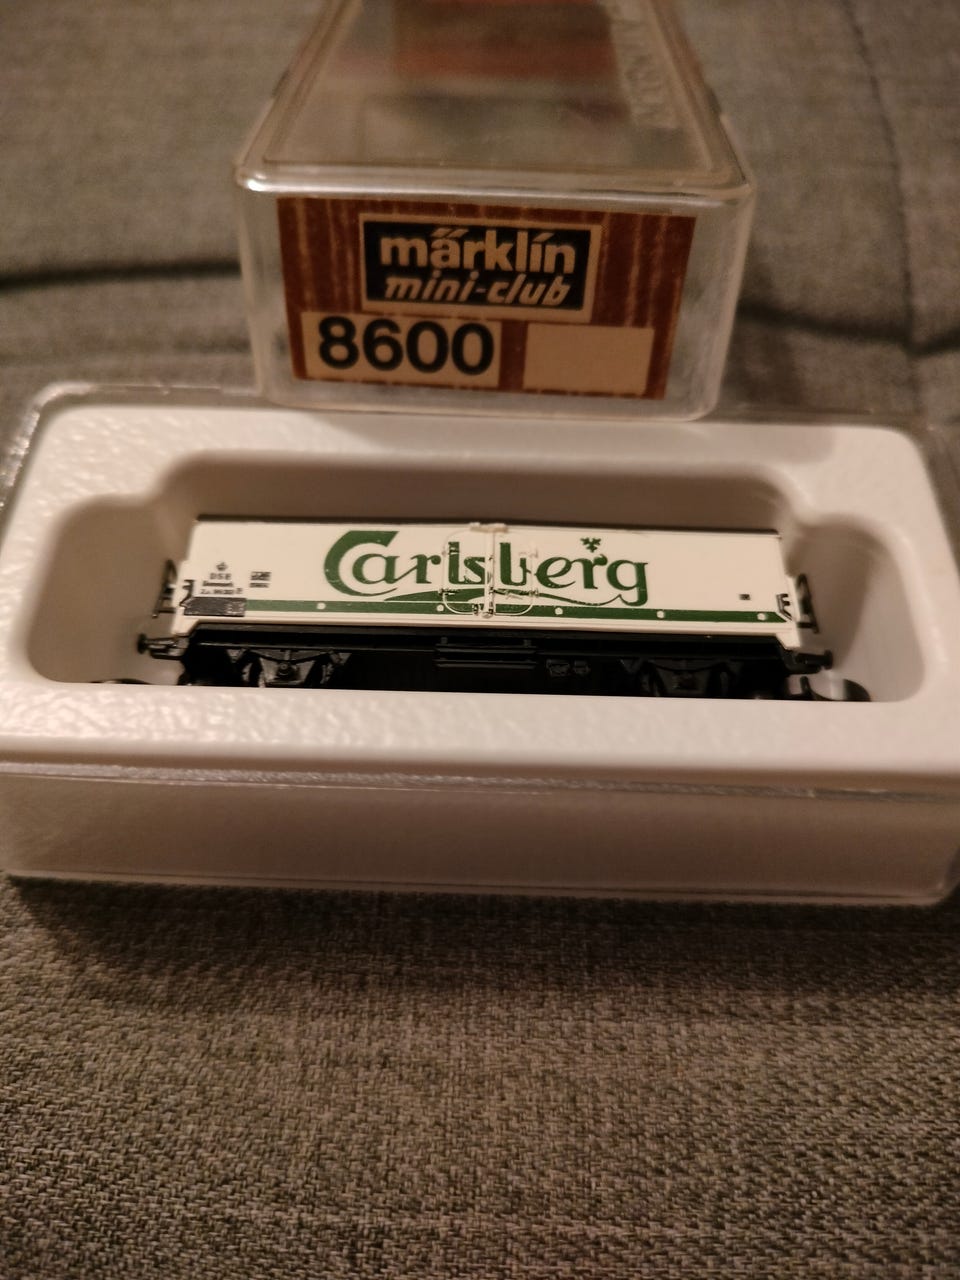 märklin
mini-club
8600
Carlsberg
DSB